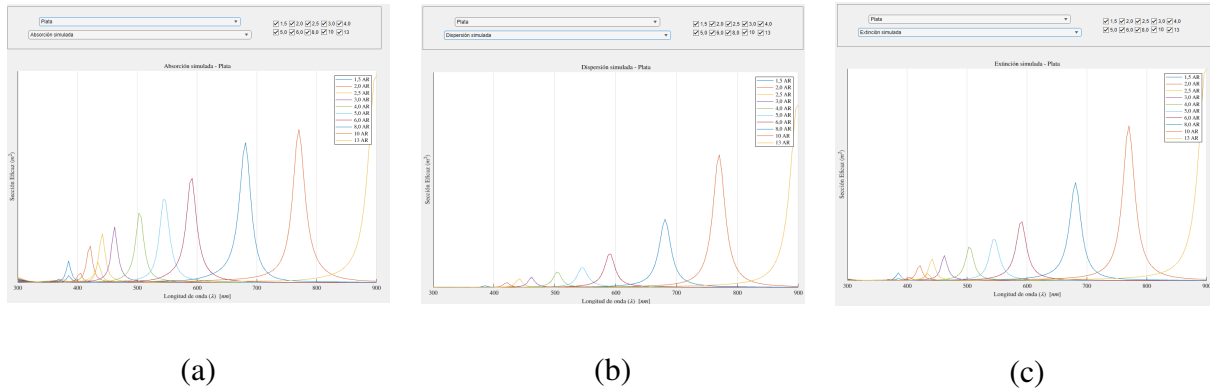 Plata
Absorción simulada
1,5 2,0 2,5 3,0 4,0
5,0 6,0 8,0 10 13
Absorción simulada - Plata
1,5 AR
2,0 AR
2,5 AR
3,0 AR
4,0 AR
5,0 AR
6,0 AR
8,0 AR
10 AR
13 AR
Sección Eficaz (m²)
300 400 500 600 700 800 900
Longitud de onda (λ) [nm]
(a)
Plata
Dispersión simulada
1,5 2,0 2,5 3,0 4,0
5,0 6,0 8,0 10 13
Dispersión simulada - Plata
1,5 AR
2,0 AR
2,5 AR
3,0 AR
4,0 AR
5,0 AR
6,0 AR
8,0 AR
10 AR
13 AR
Sección Eficaz (m²)
300 400 500 600 700 800 900
Longitud de onda (λ) [nm]
(b)
Plata
Extinción simulada
1,5 2,0 2,5 3,0 4,0
5,0 6,0 8,0 10 13
Extinción simulada - Plata
1,5 AR
2,0 AR
2,5 AR
3,0 AR
4,0 AR
5,0 AR
6,0 AR
8,0 AR
10 AR
13 AR
Sección Eficaz (m²)
300 400 500 600 700 800 900
Longitud de onda (λ) [nm]
(c)